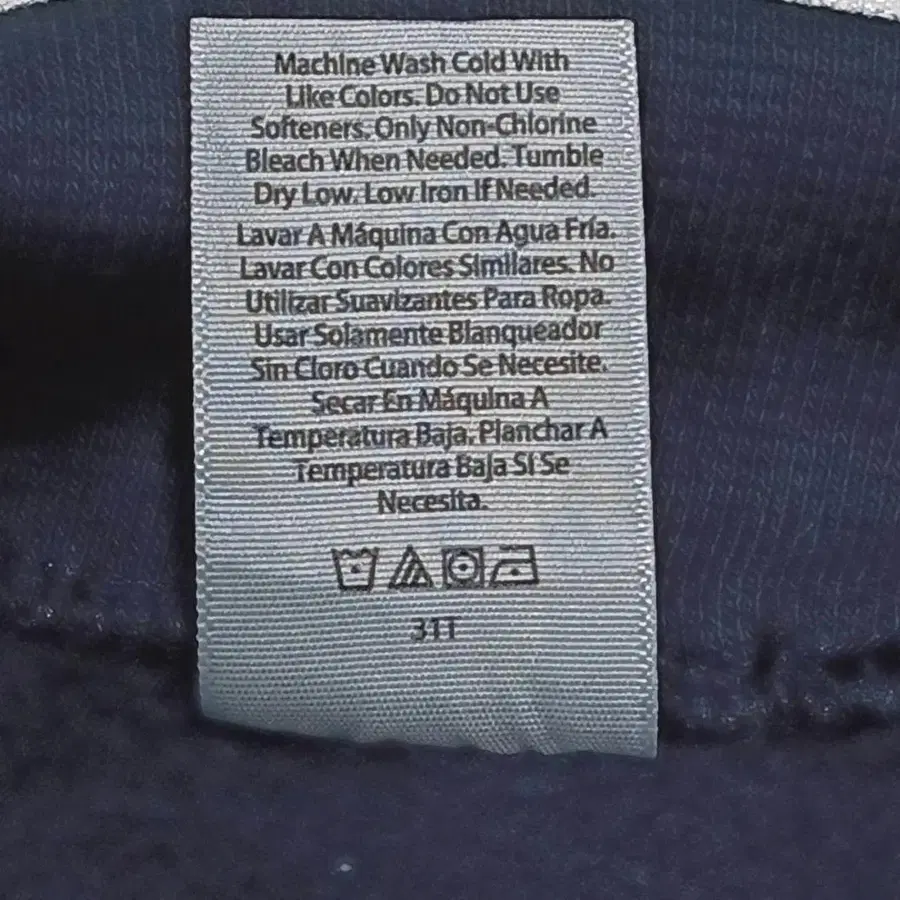 Machine Wash Cold With
Like Colors. Do Not Use
Softeners. Only Non-Chlorine
Bleach When Needed. Tumble
Dry Low. Low Iron If Needed.
Lavar A Máquina Con Agua Fría.
Lavar Con Colores Similares. No
Utilizar Suavizantes Para Ropa.
Usar Solamente Blanqueador
Sin Cloro Cuando Se Necesite.
Secar En Máquina A
Temperatura Baja. Planchar A
Temperatura Baja Si Se
Necesita.
31T